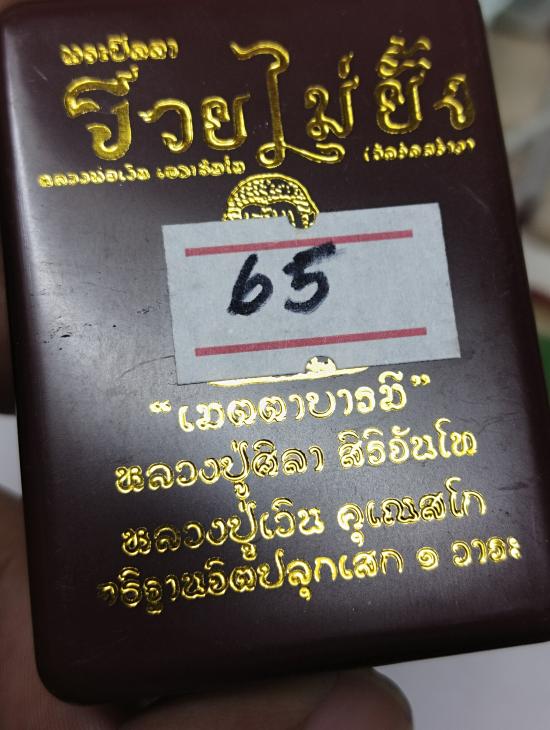 พระปิดตา
รวยไม่ยั้ง
65
“เมตตาบารมี”
หลวงปู่ศิลา สิริจันโท
หลวงปู่เวิน คุเณสโก
อธิฐานจิตปลุกเสก ๑ วาระ